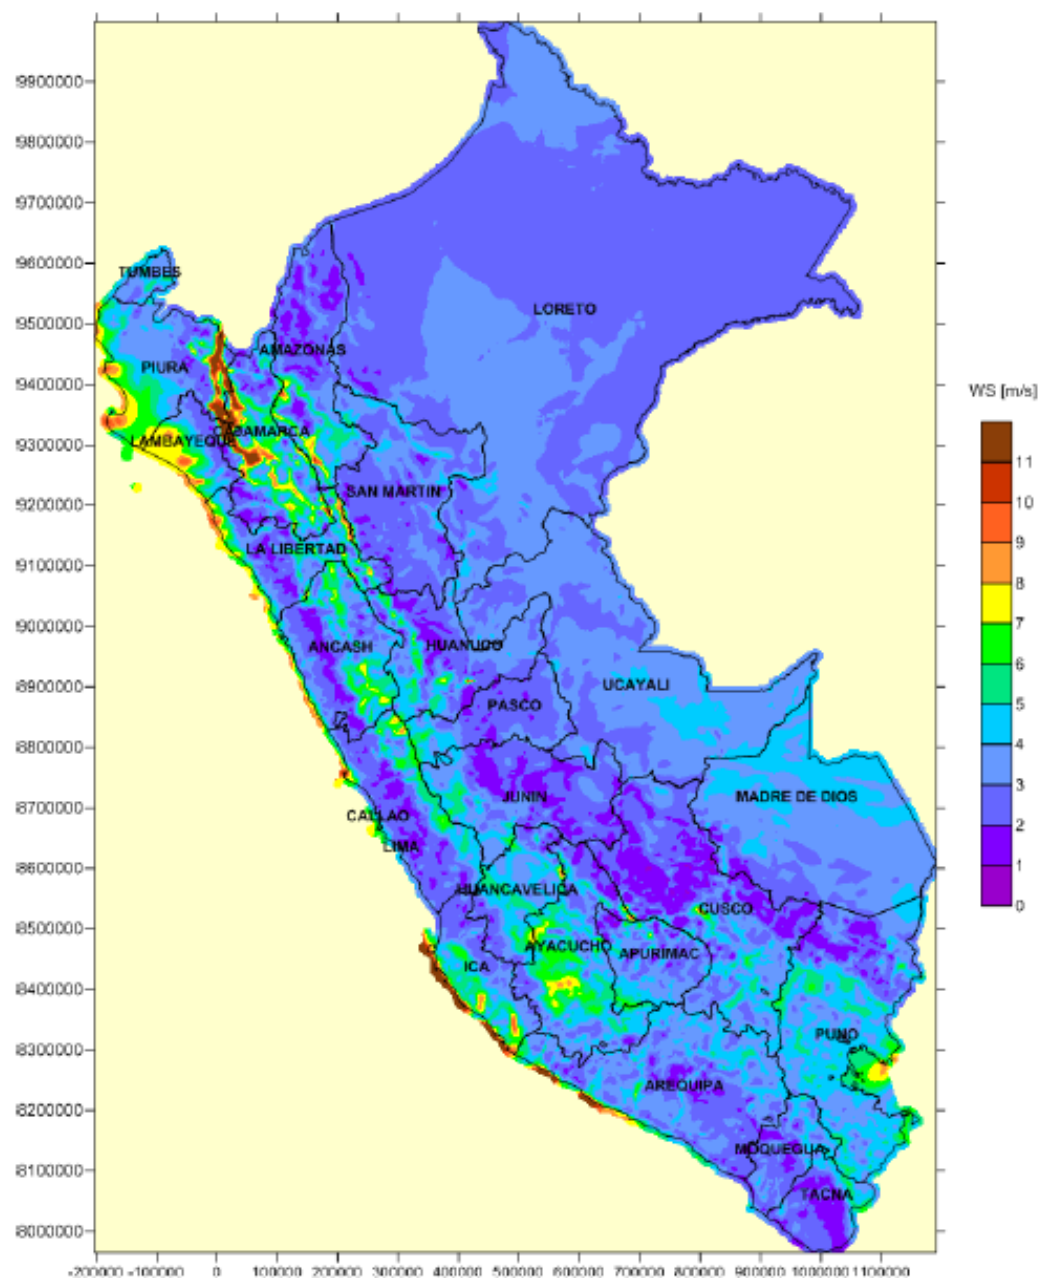 9900000
9800000
9700000
9600000
9500000
9400000
9300000
9200000
9100000
9000000
8900000
8800000
8700000
8600000
8500000
8400000
8300000
8200000
8100000
8000000
TUMBES
LORETO
AMAZONAS
PIURA
CAJAMARCA
LAMBAYEQUE
SAN MARTIN
LA LIBERTAD
ANCASH
HUANUCO
UCAYALI
PASCO
JUNIN
MADRE DE DIOS
CALLAO
LIMA
HUANCAVELICA
CUSCO
AYACUCHO
APURIMAC
ICA
PUNO
AREQUIPA
MOQUEGUA
TACNA
-200000 -100000 0 100000 200000 300000 400000 500000 600000 700000 800000 900000 1000000 1100000
WS [m/s]
11
10
9
8
7
6
5
4
3
2
1
0